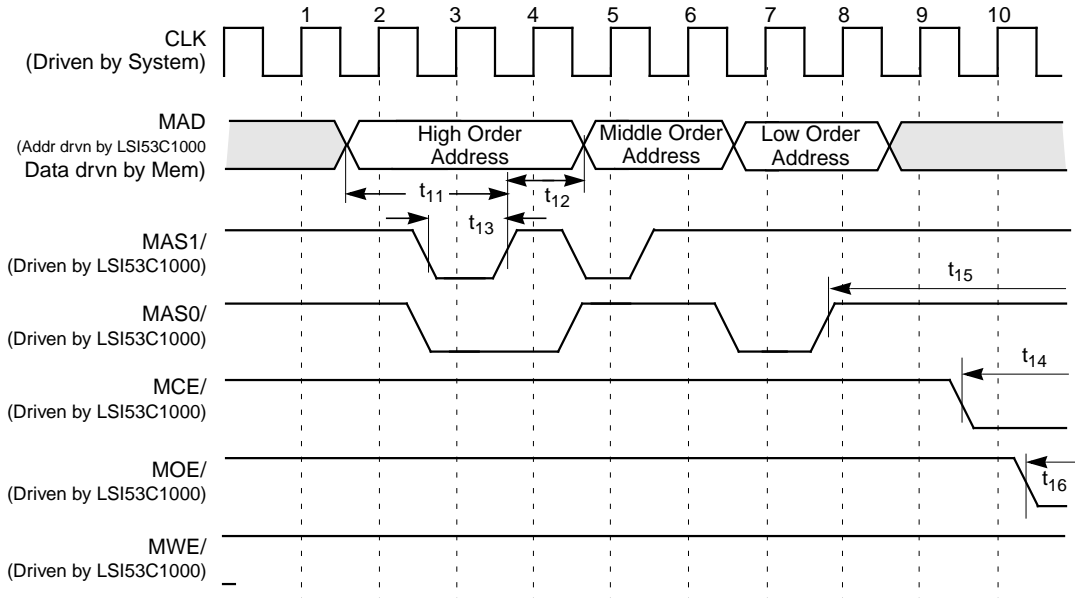 1 2 3 4 5 6 7 8 9 10
CLK
(Driven by System)
MAD
(Addr drvn by LSI53C1000
Data drvn by Mem)
High Order
Address
Middle Order
Address
Low Order
Address
t11
t12
t13
MAS1/
(Driven by LSI53C1000)
t15
MAS0/
(Driven by LSI53C1000)
t14
MCE/
(Driven by LSI53C1000)
MOE/
(Driven by LSI53C1000)
t16
MWE/
(Driven by LSI53C1000)